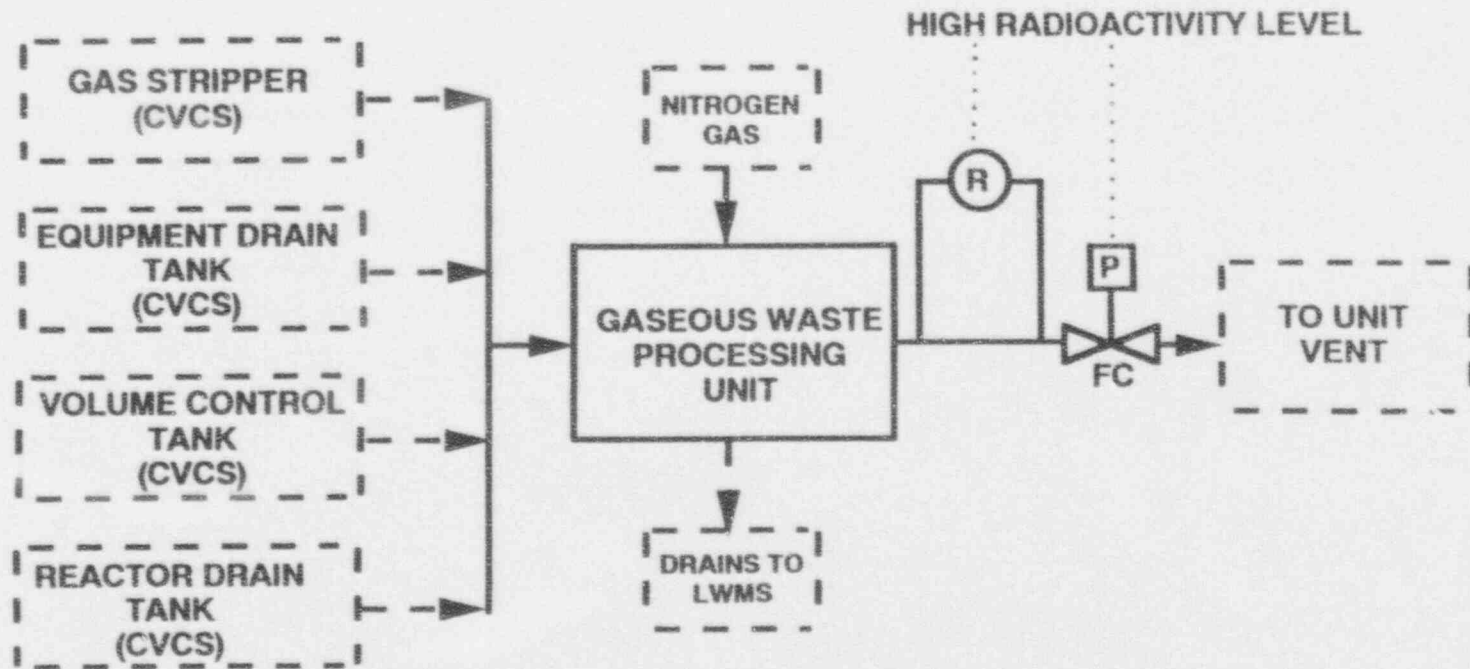 HIGH RADIOACTIVITY LEVEL
GAS STRIPPER
(CVCS)
NITROGEN
GAS
R
EQUIPMENT DRAIN
TANK
(CVCS)
P
GASEOUS WASTE
PROCESSING
UNIT
TO UNIT
VENT
FC
VOLUME CONTROL
TANK
(CVCS)
DRAINS TO
LWMS
REACTOR DRAIN
TANK
(CVCS)